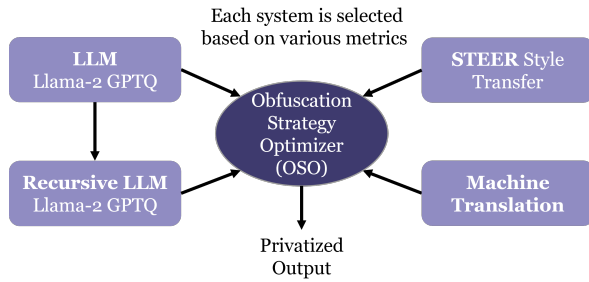 Each system is selected
based on various metrics
LLM
Llama-2 GPTQ
STEER Style
Transfer
Obfuscation
Strategy
Optimizer
(OSO)
Recursive LLM
Llama-2 GPTQ
Machine
Translation
Privatized
Output